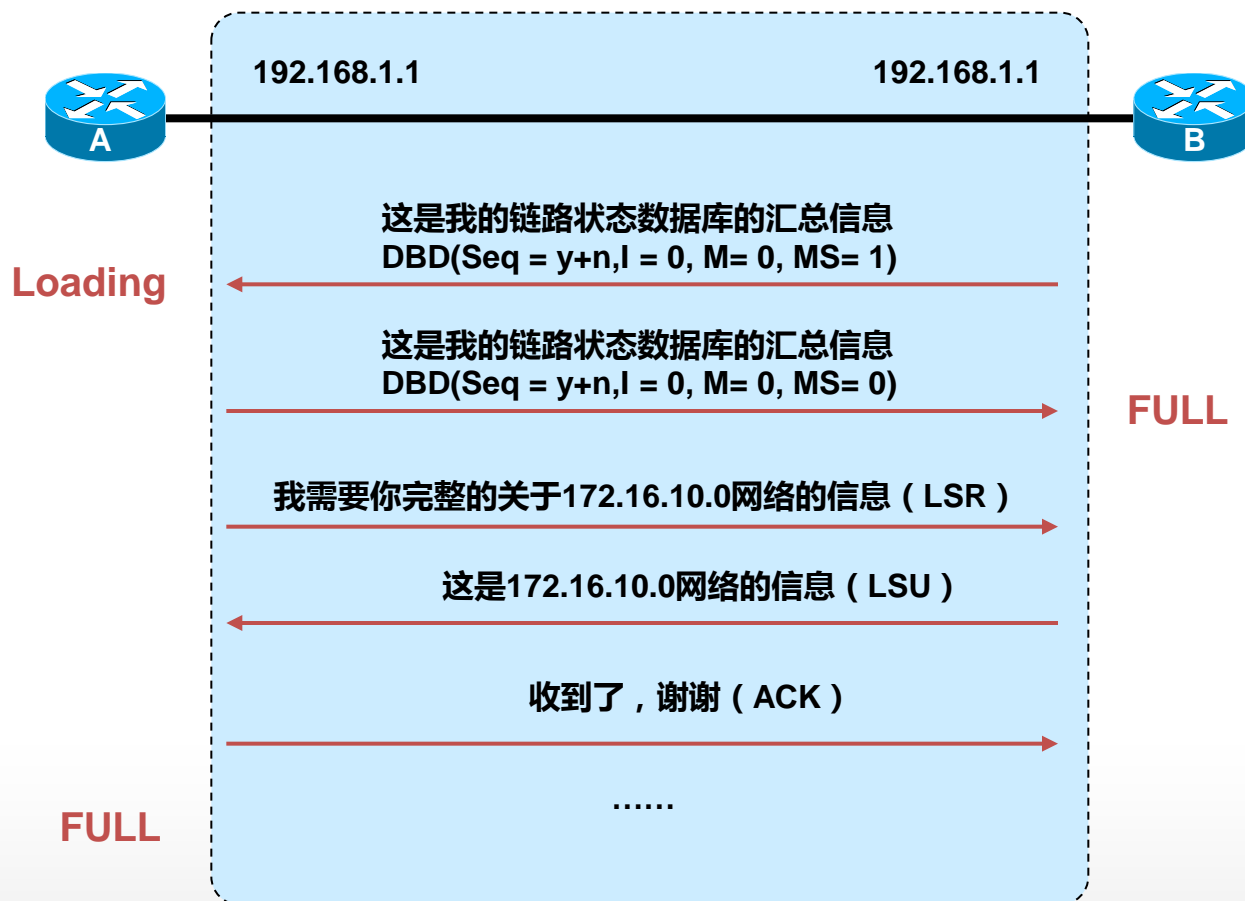 192.168.1.1
192.168.1.1
A
B
这是我的链路状态数据库的汇总信息
DBD(Seq = y+n,I = 0, M= 0, MS= 1)
Loading
这是我的链路状态数据库的汇总信息
DBD(Seq = y+n,I = 0, M= 0, MS= 0)
FULL
我需要你完整的关于172.16.10.0网络的信息（LSR）
这是172.16.10.0网络的信息（LSU）
收到了，谢谢（ACK）
......
FULL